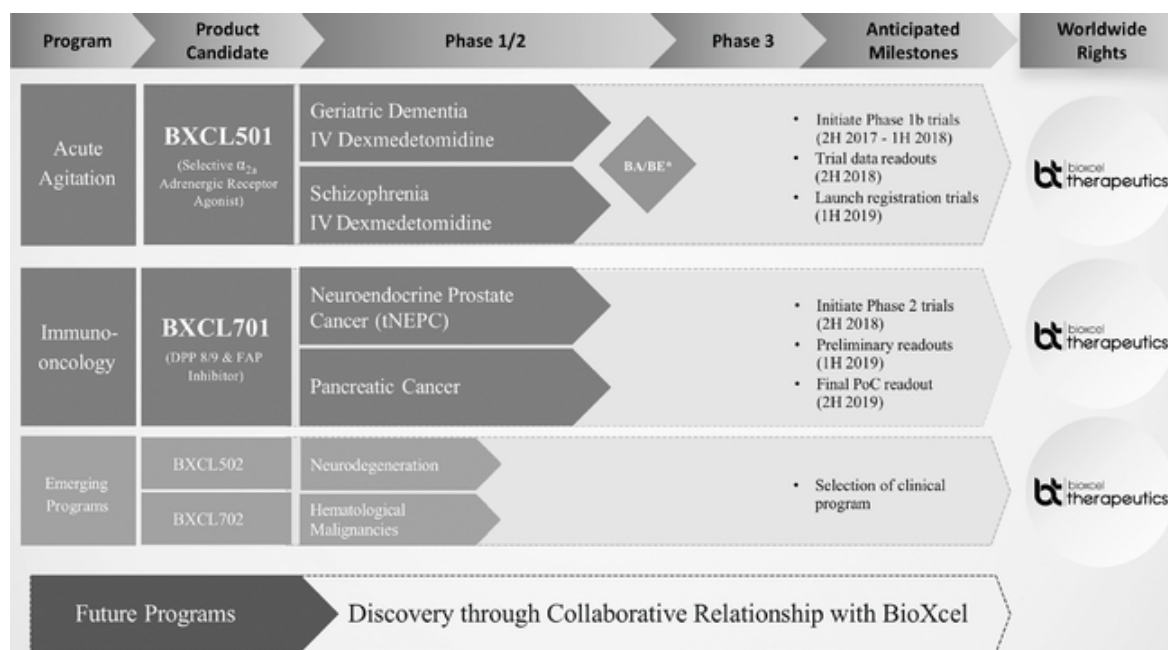 Program
Product
Candidate
Phase 1/2
Phase 3
Anticipated
Milestones
Worldwide
Rights
Acute
Agitation
BXCL501
(Selective α2a
Adrenergic Receptor
Agonist)
Geriatric Dementia
IV Dexmedetomidine
Schizophrenia
IV Dexmedetomidine
BA/BE*
• Initiate Phase 1b trials
(2H 2017 - 1H 2018)
• Trial data readouts
(2H 2018)
• Launch registration trials
(1H 2019)
bt bioxcel
therapeutics
Immuno-
oncology
BXCL701
(DPP 8/9 & FAP
Inhibitor)
Neuroendocrine Prostate
Cancer (tNEPC)
Pancreatic Cancer
• Initiate Phase 2 trials
(2H 2018)
• Preliminary readouts
(1H 2019)
• Final PoC readout
(2H 2019)
bt bioxcel
therapeutics
Emerging
Programs
BXCL502
Neurodegeneration
BXCL702
Hematological
Malignancies
• Selection of clinical
program
bt bioxcel
therapeutics
Future Programs
Discovery through Collaborative Relationship with BioXcel